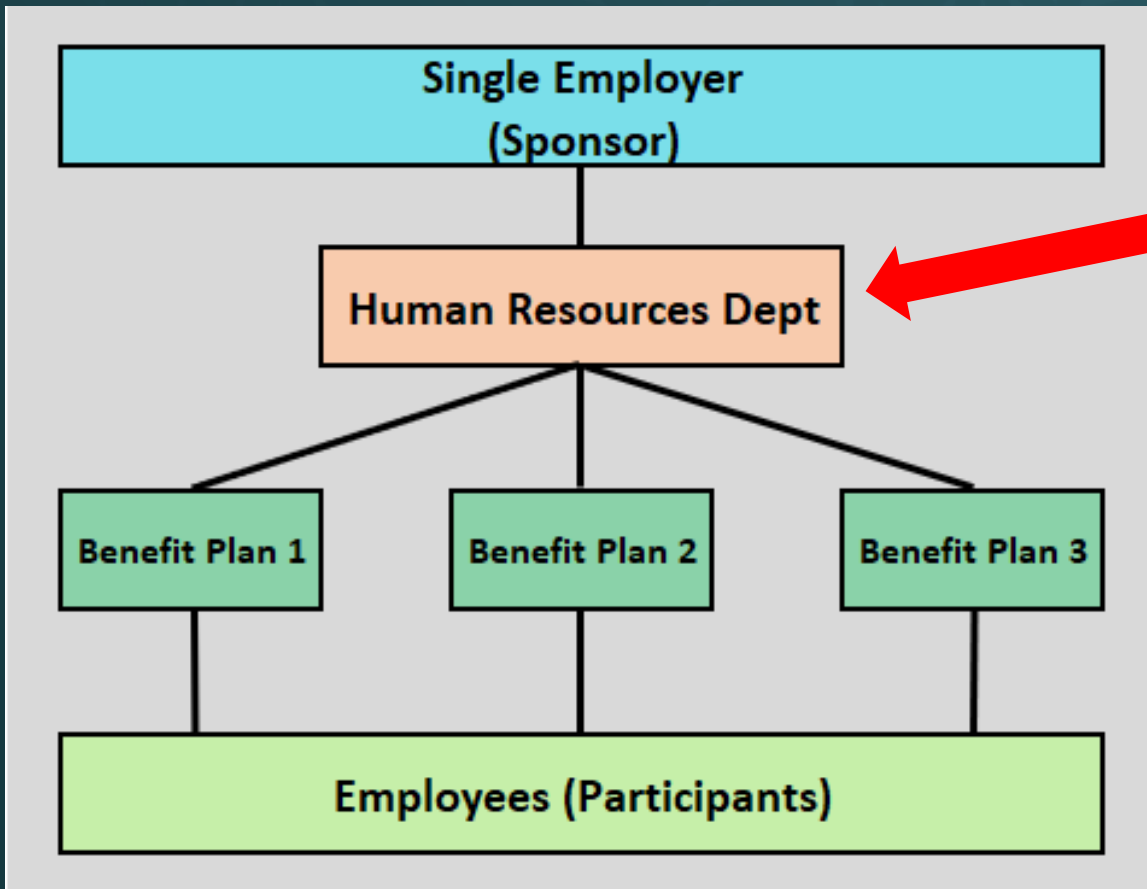 Single Employer
(Sponsor)
Human Resources Dept
Benefit Plan 1
Benefit Plan 2
Benefit Plan 3
Employees (Participants)